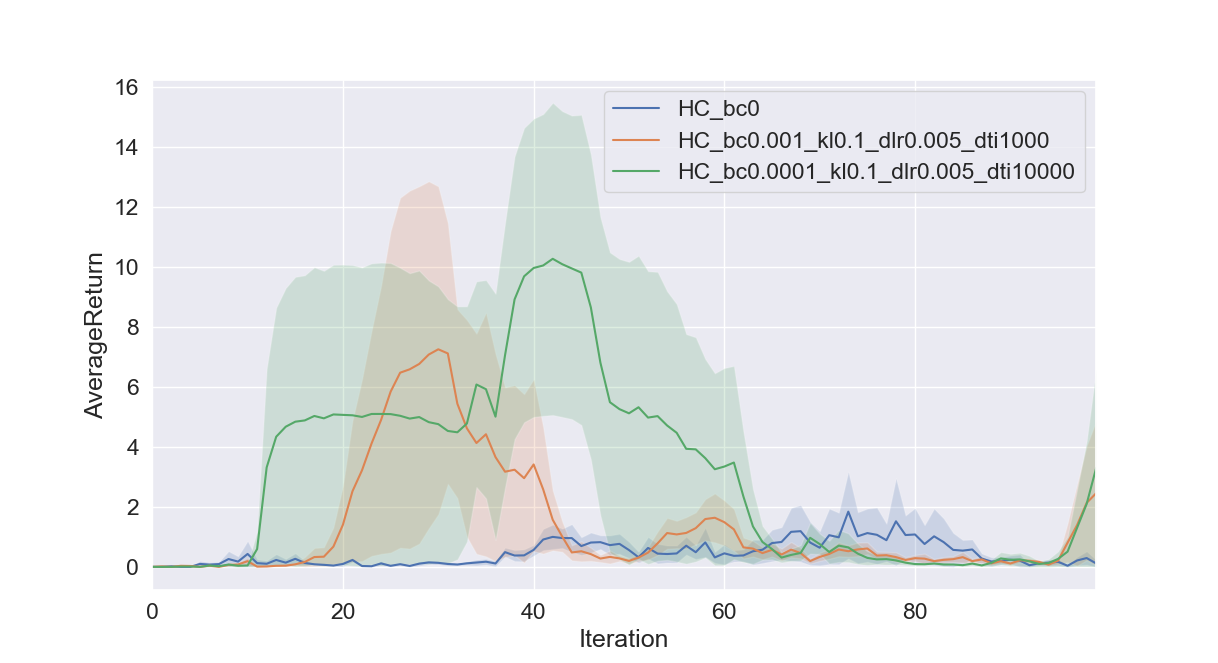 16
14
12
10
8
6
4
2
0
AverageReturn
HC_bc0
HC_bc0.001_kl0.1_dlr0.005_dti1000
HC_bc0.0001_kl0.1_dlr0.005_dti10000
0 20 40 60 80
Iteration